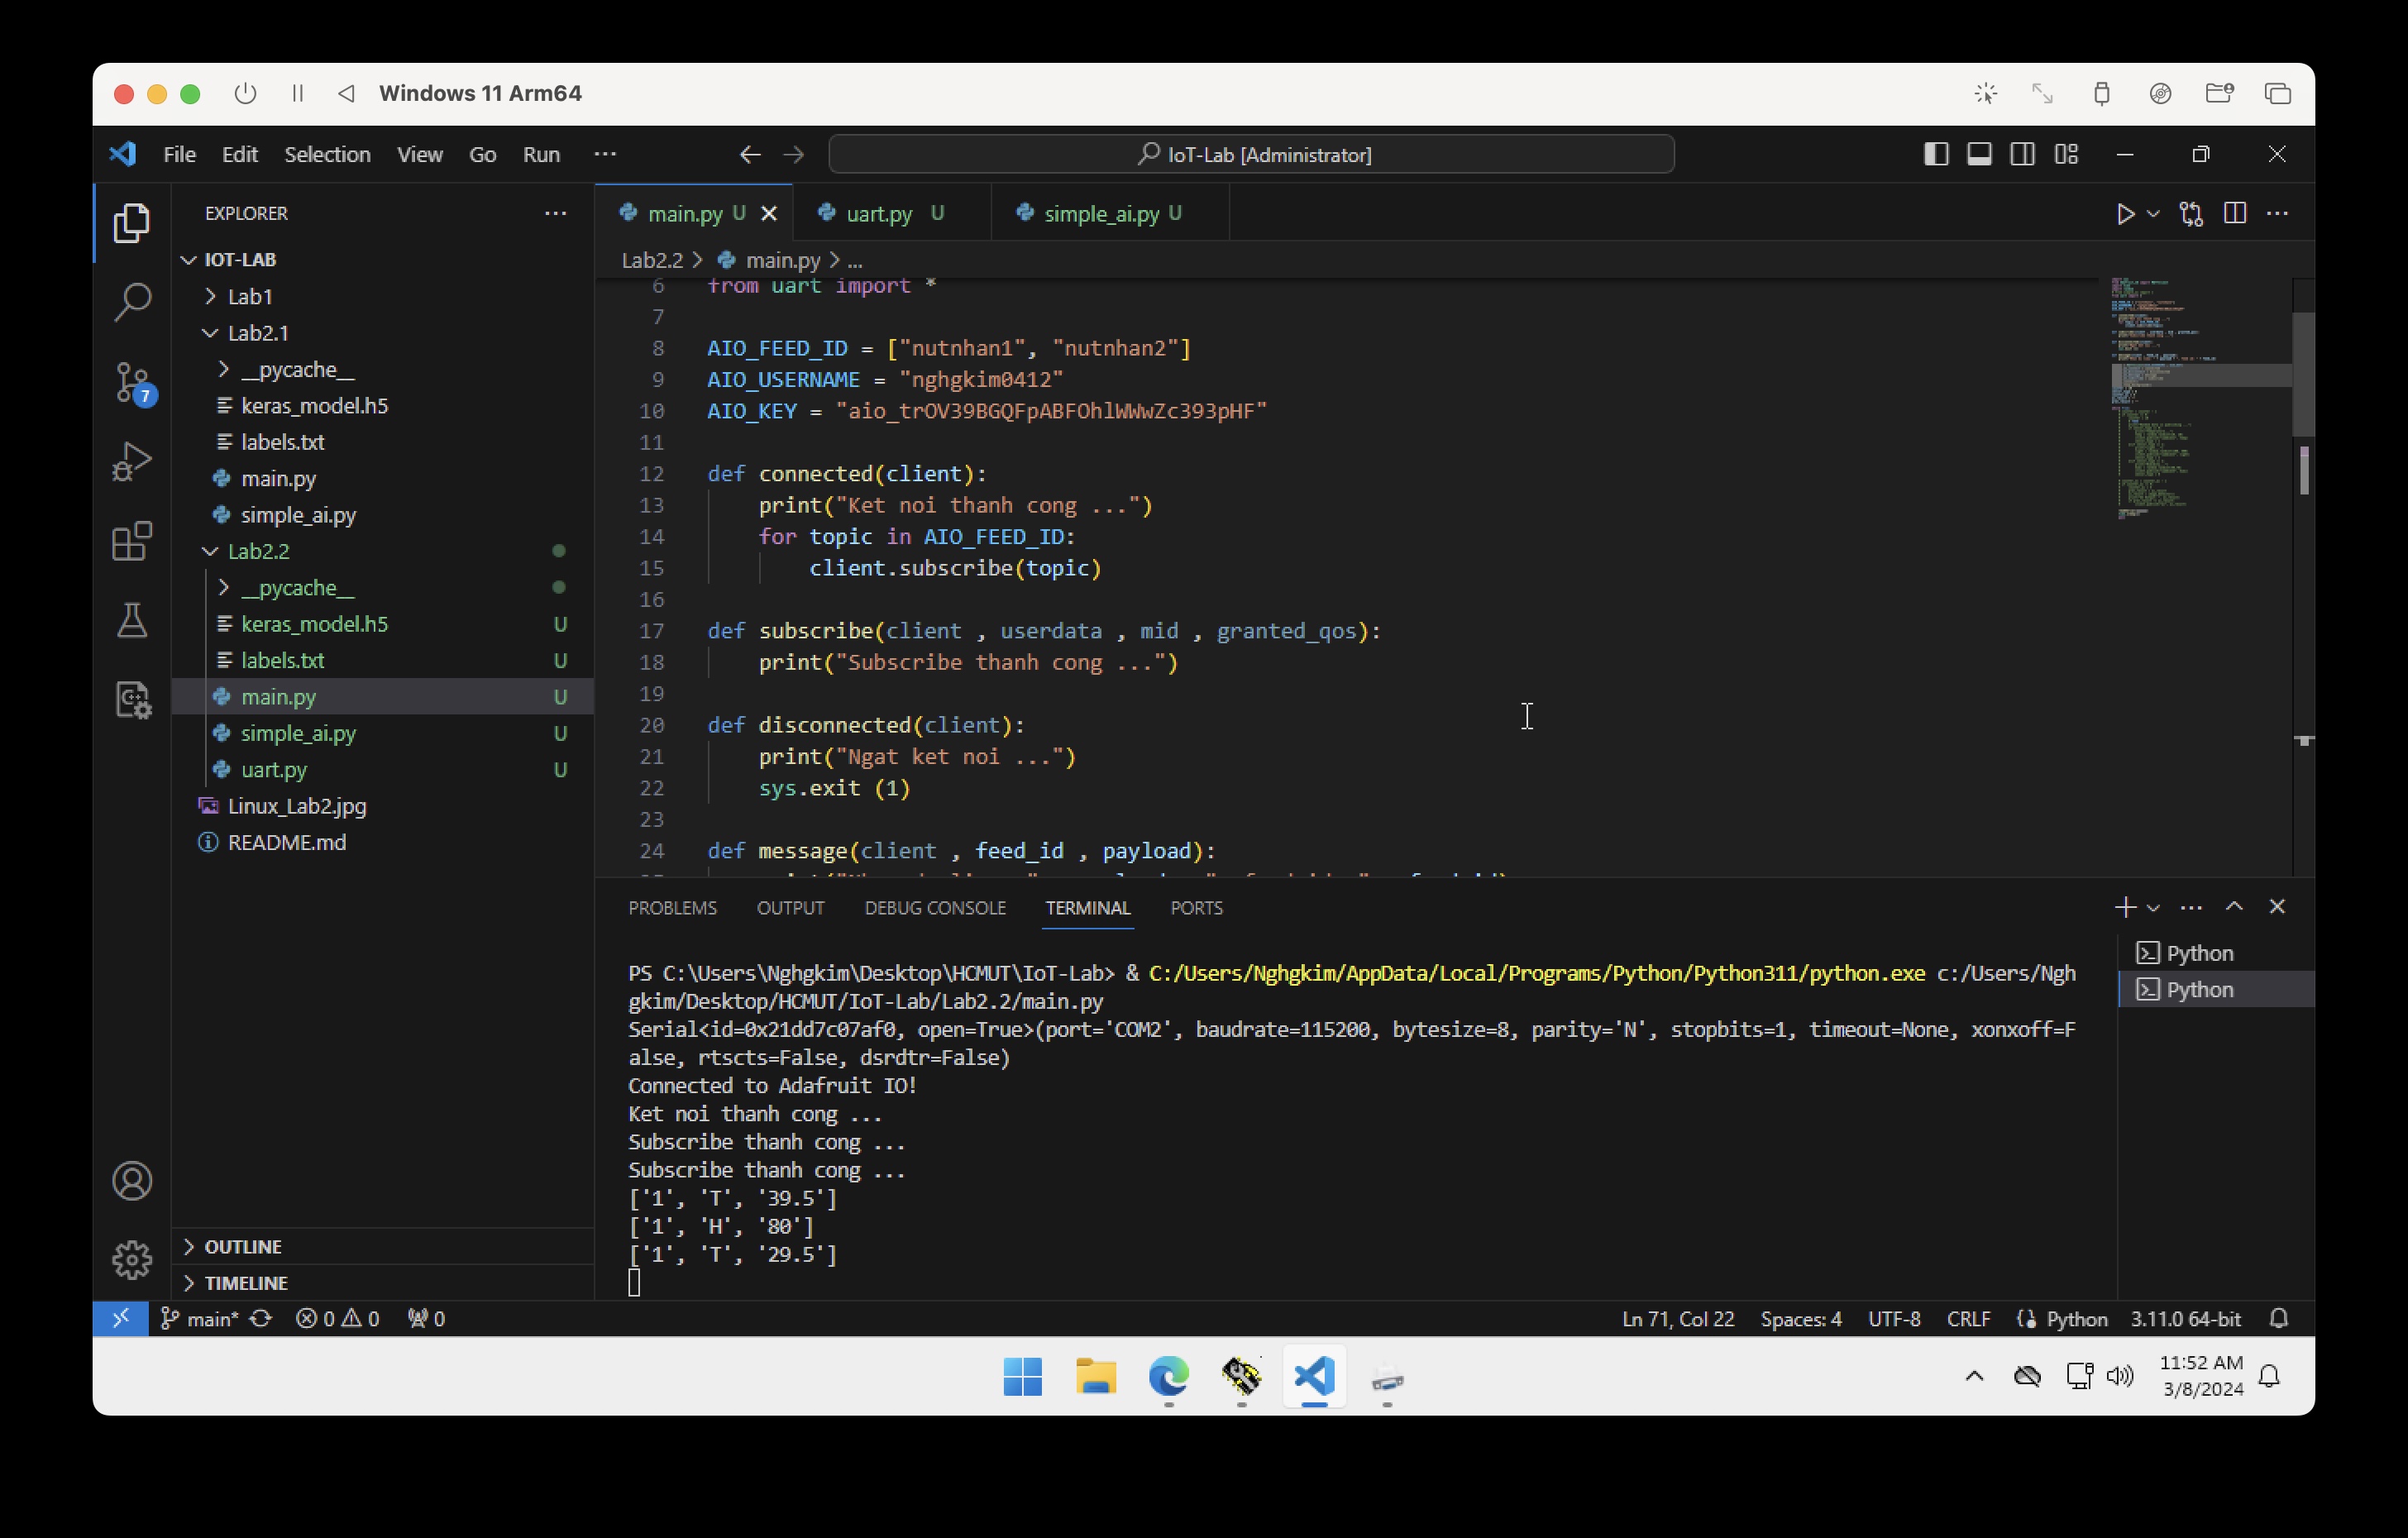 Windows 11 Arm64
File Edit Selection View Go Run ... IoT-Lab [Administrator]
EXPLORER
IOT-LAB
Lab1
Lab2.1
__pycache__
keras_model.h5
labels.txt
main.py
simple_ai.py
Lab2.2
__pycache__
keras_model.h5 U
labels.txt U
main.py U
simple_ai.py U
uart.py U
Linux_Lab2.jpg
README.md
OUTLINE
TIMELINE
7
main.py U uart.py U simple_ai.py U
Lab2.2 > main.py > ...
6 from uart import *
7
8 AIO_FEED_ID = ["nutnhan1", "nutnhan2"]
9 AIO_USERNAME = "nghgkim0412"
10 AIO_KEY = "aio_trOV39BGQFpABFOhlWWwZc393pHF"
11
12 def connected(client):
13 print("Ket noi thanh cong ...")
14 for topic in AIO_FEED_ID:
15 client.subscribe(topic)
16
17 def subscribe(client , userdata , mid , granted_qos):
18 print("Subscribe thanh cong ...")
19
20 def disconnected(client):
21 print("Ngat ket noi ...")
22 sys.exit (1)
23
24 def message(client , feed_id , payload):
PROBLEMS OUTPUT DEBUG CONSOLE TERMINAL PORTS
PS C:\Users\Nghgkim\Desktop\HCMUT\IoT-Lab> & C:/Users/Nghgkim/AppData/Local/Programs/Python/Python311/python.exe c:/Users/Ngh
gkim/Desktop/HCMUT/IoT-Lab/Lab2.2/main.py
Serial<id=0x21dd7c07af0, open=True>(port='COM2', baudrate=115200, bytesize=8, parity='N', stopbits=1, timeout=None, xonxoff=F
alse, rtscts=False, dsrdtr=False)
Connected to Adafruit IO!
Ket noi thanh cong ...
Subscribe thanh cong ...
Subscribe thanh cong ...
['1', 'T', '39.5']
['1', 'H', '80']
['1', 'T', '29.5']
Python
Python
main* 0 0 0 Ln 71, Col 22 Spaces: 4 UTF-8 CRLF Python 3.11.0 64-bit
11:52 AM
3/8/2024